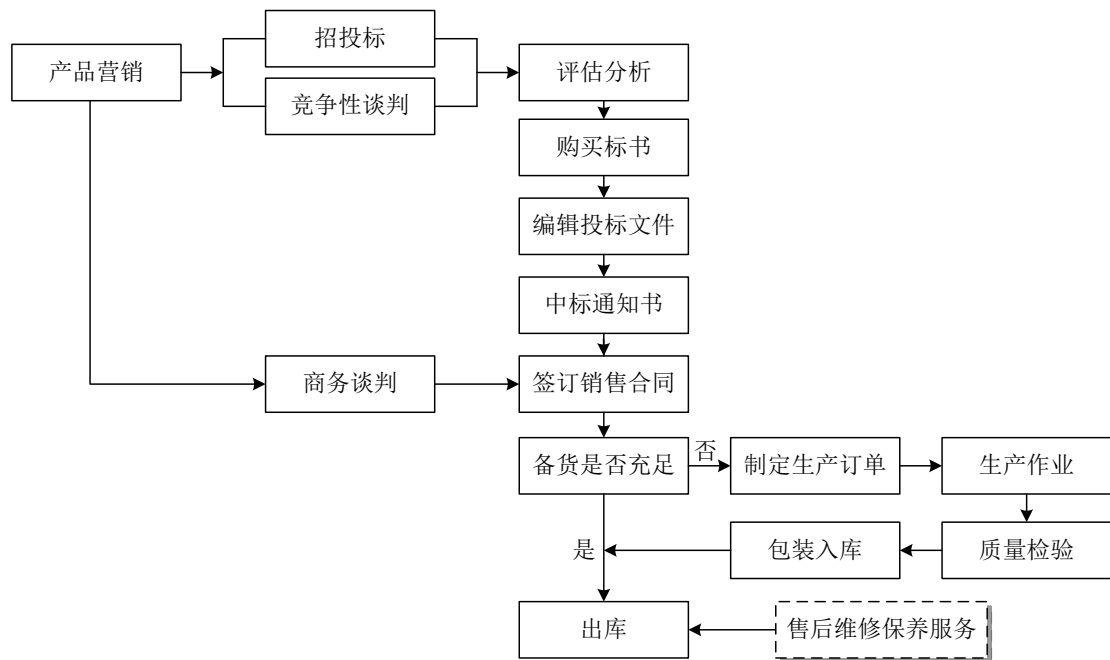 招投标
产品营销
评估分析
竞争性谈判
购买标书
编辑投标文件
中标通知书
商务谈判
签订销售合同
备货是否充足
否
制定生产订单
生产作业
是
包装入库
质量检验
出库
售后维修保养服务